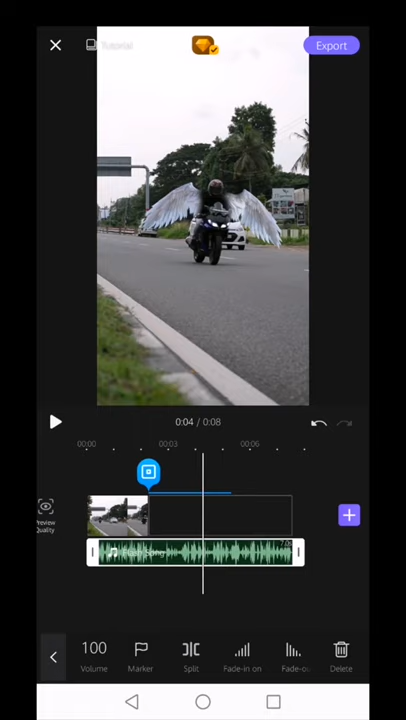 Tutorial
Export
0:04 / 0:08
00:00
00:03
00:06
Preview
Quality
100
Volume
Marker
Split
Fade-in on
Fade-o
Delete